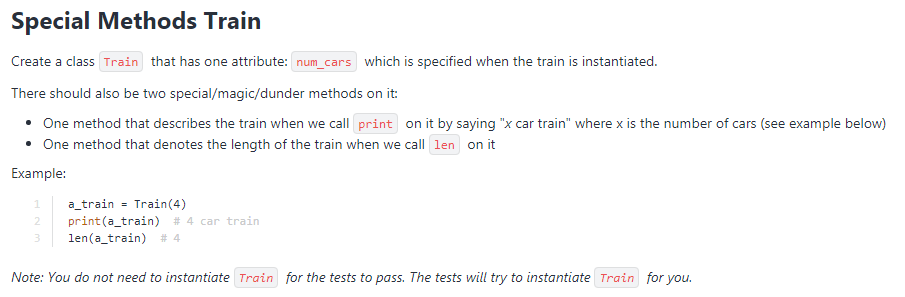 Special Methods Train
Create a class Train that has one attribute: num_cars which is specified when the train is instantiated.
There should also be two special/magic/dunder methods on it:
• One method that describes the train when we call print on it by saying "x car train" where x is the number of cars (see example below)
• One method that denotes the length of the train when we call len on it
Example:
1 a_train = Train(4)
2 print(a_train) # 4 car train
3 len(a_train) # 4
Note: You do not need to instantiate Train for the tests to pass. The tests will try to instantiate Train for you.